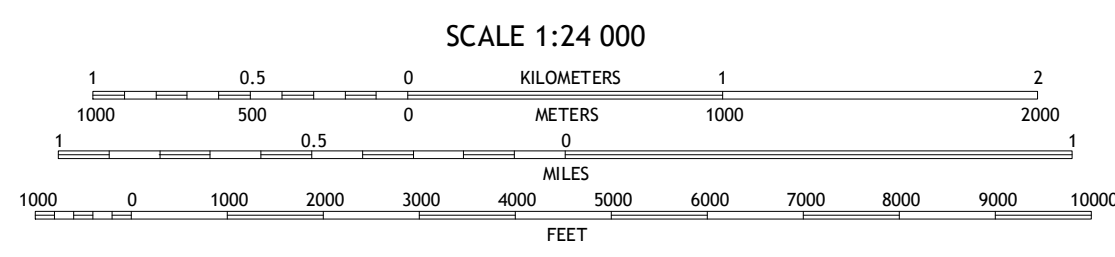 SCALE 1:24 000
1 0.5 0 KILOMETERS 1 2
1000 500 0 METERS 1000 2000
1 0.5 0 1
MILES
1000 0 1000 2000 3000 4000 5000 6000 7000 8000 9000 10000
FEET